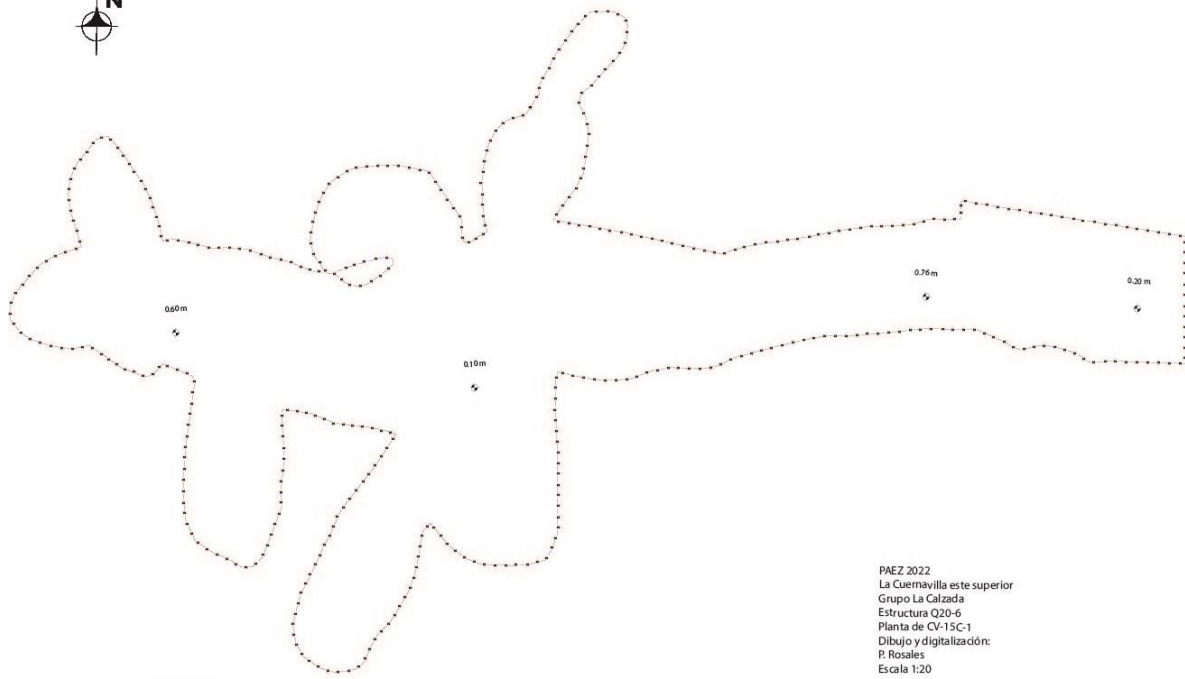 N
0.60 m
0.10 m
0.76 m
0.20 m
PAEZ 2022
La Cuernavilla este superior
Grupo La Calzada
Estructura Q20-6
Planta de CV-15C-1
Dibujo y digitalización:
P. Rosales
Escala 1:20